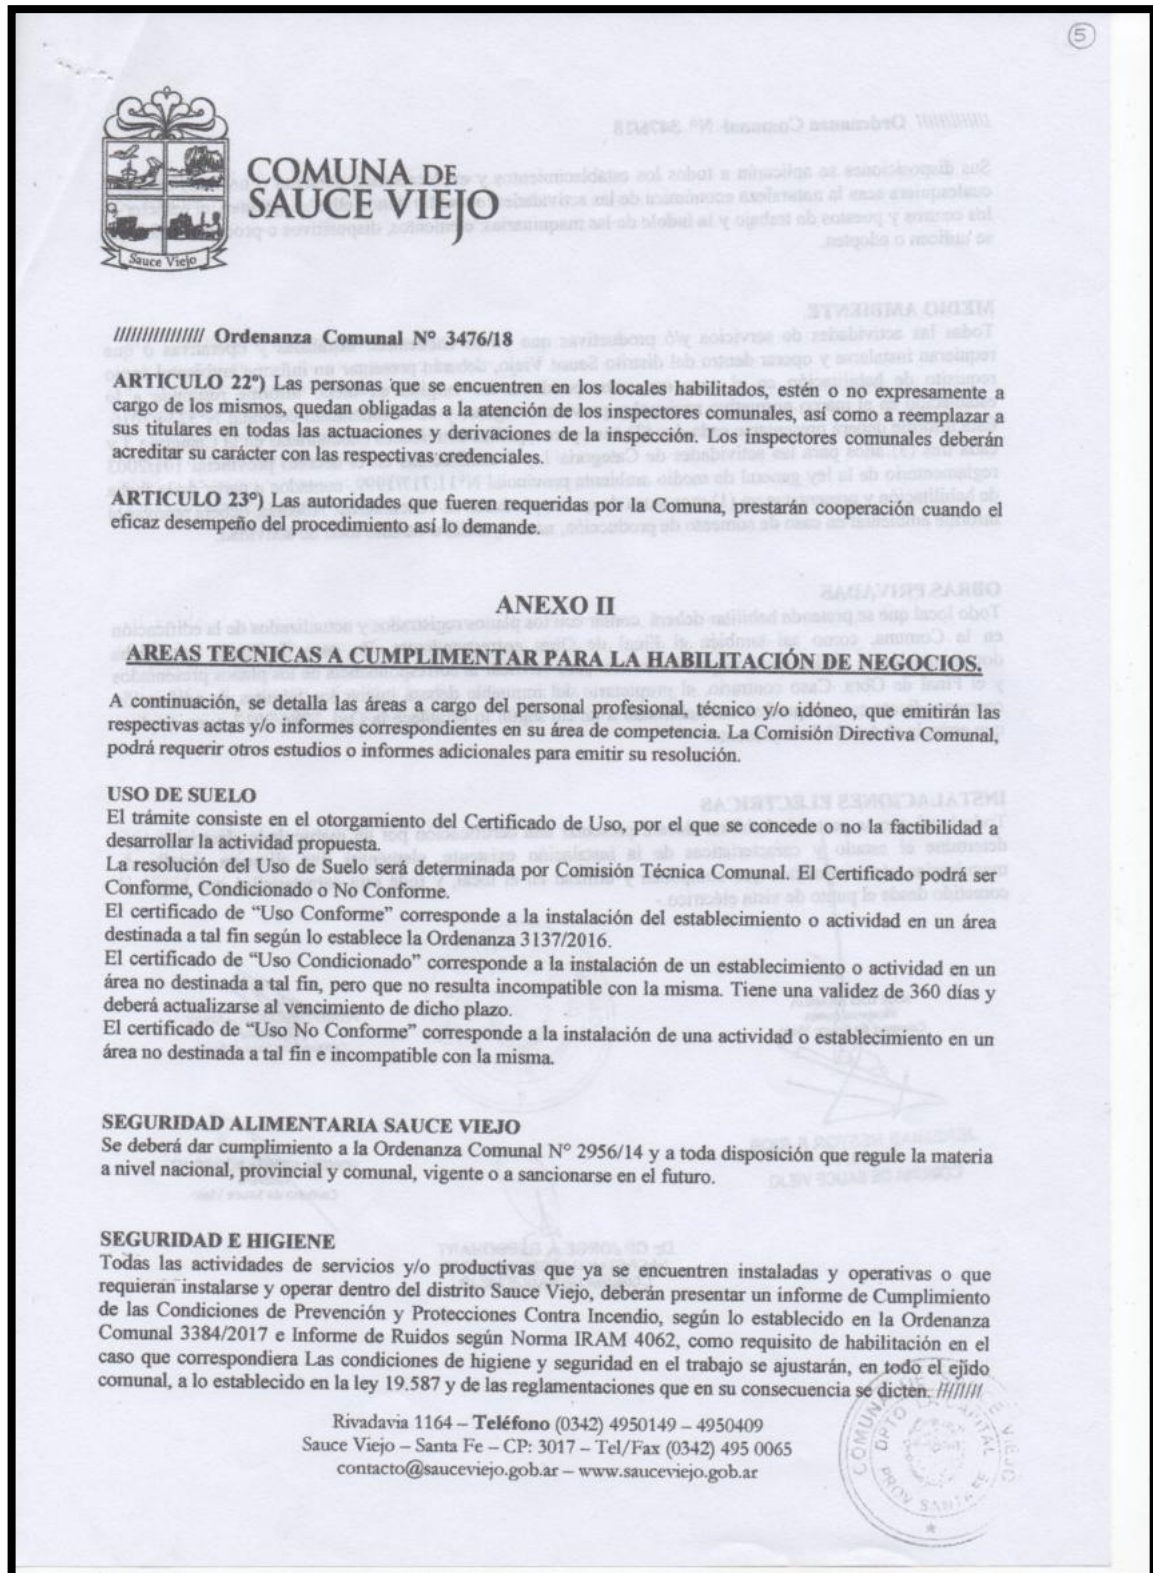 5
COMUNA DE
SAUCE VIEJO
Sauce Viejo
//////////////// Ordenanza Comunal Nº 3476/18
ARTICULO 22º) Las personas que se encuentren en los locales habilitados, estén o no expresamente a
cargo de los mismos, quedan obligadas a la atención de los inspectores comunales, así como a reemplazar a
sus titulares en todas las actuaciones y derivaciones de la inspección. Los inspectores comunales deberán
acreditar su carácter con las respectivas credenciales.
ARTICULO 23º) Las autoridades que fueren requeridas por la Comuna, prestarán cooperación cuando el
eficaz desempeño del procedimiento así lo demande.
ANEXO II
AREAS TECNICAS A CUMPLIMENTAR PARA LA HABILITACIÓN DE NEGOCIOS.
A continuación, se detalla las áreas a cargo del personal profesional, técnico y/o idóneo, que emitirán las
respectivas actas y/o informes correspondientes en su área de competencia. La Comisión Directiva Comunal,
podrá requerir otros estudios o informes adicionales para emitir su resolución.
USO DE SUELO
El trámite consiste en el otorgamiento del Certificado de Uso, por el que se concede o no la factibilidad a
desarrollar la actividad propuesta.
La resolución del Uso de Suelo será determinada por Comisión Técnica Comunal. El Certificado podrá ser
Conforme, Condicionado o No Conforme.
El certificado de “Uso Conforme” corresponde a la instalación del establecimiento o actividad en un área
destinada a tal fin según lo establece la Ordenanza 3137/2016.
El certificado de “Uso Condicionado” corresponde a la instalación de un establecimiento o actividad en un
área no destinada a tal fin, pero que no resulta incompatible con la misma. Tiene una validez de 360 días y
deberá actualizarse al vencimiento de dicho plazo.
El certificado de “Uso No Conforme” corresponde a la instalación de una actividad o establecimiento en un
área no destinada a tal fin e incompatible con la misma.
SEGURIDAD ALIMENTARIA SAUCE VIEJO
Se deberá dar cumplimiento a la Ordenanza Comunal Nº 2956/14 y a toda disposición que regule la materia
a nivel nacional, provincial y comunal, vigente o a sancionarse en el futuro.
SEGURIDAD E HIGIENE
Todas las actividades de servicios y/o productivas que ya se encuentren instaladas y operativas o que
requieran instalarse y operar dentro del distrito Sauce Viejo, deberán presentar un informe de Cumplimiento
de las Condiciones de Prevención y Protecciones Contra Incendio, según lo establecido en la Ordenanza
Comunal 3384/2017 e Informe de Ruidos según Norma IRAM 4062, como requisito de habilitación en el
caso que correspondiera Las condiciones de higiene y seguridad en el trabajo se ajustarán, en todo el ejido
comunal, a lo establecido en la ley 19.587 y de las reglamentaciones que en su consecuencia se dicten. ////////
Rivadavia 1164 – Teléfono (0342) 4950149 – 4950409
Sauce Viejo – Santa Fe – CP: 3017 – Tel/Fax (0342) 495 0065
contacto@sauceviejo.gob.ar – www.sauceviejo.gob.ar
COMUNA DE VIEJO
DPTO LA CAPITAL
PROV SANTA FE